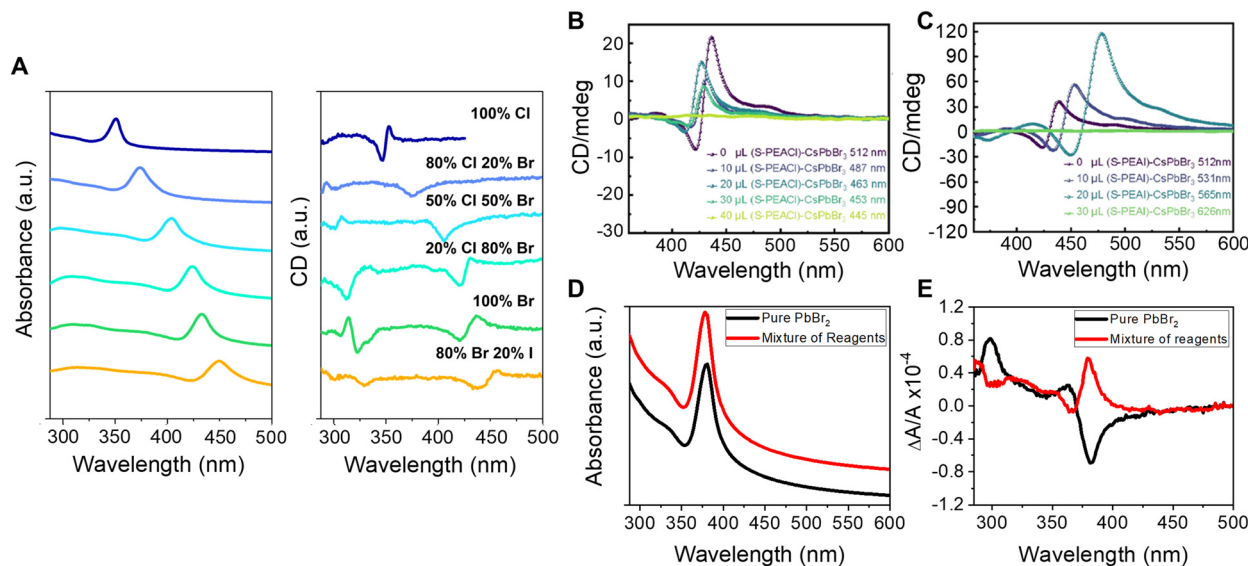 A
Absorbance (a.u.)
300 350 400 450 500
Wavelength (nm)
CD (a.u.)
100% Cl
80% Cl 20% Br
50% Cl 50% Br
20% Cl 80% Br
100% Br
80% Br 20% I
300 350 400 450 500
Wavelength (nm)
B
CD/mdeg
20
10
0
-10
-20
-30
0 μL (S-PEACl)-CsPbBr₃ 512 nm
10 μL (S-PEACl)-CsPbBr₃ 487 nm
20 μL (S-PEACl)-CsPbBr₃ 463 nm
30 μL (S-PEACl)-CsPbBr₃ 453 nm
40 μL (S-PEACl)-CsPbBr₃ 445 nm
400 450 500 550 600
Wavelength (nm)
C
CD/mdeg
120
90
60
30
0
-30
-60
-90
-120
0 μL (S-PEAI)-CsPbBr₃ 512nm
10 μL (S-PEAI)-CsPbBr₃ 531nm
20 μL (S-PEAI)-CsPbBr₃ 565nm
30 μL (S-PEAI)-CsPbBr₃ 626nm
400 450 500 550 600
Wavelength (nm)
D
Absorbance (a.u.)
Pure PbBr₂
Mixture of Reagents
300 350 400 450 500 550 600
Wavelength (nm)
E
ΔA/A x10⁻⁴
1.2
0.8
0.4
0.0
-0.4
-0.8
-1.2
Pure PbBr₂
Mixture of reagents
300 350 400 450 500
Wavelength (nm)